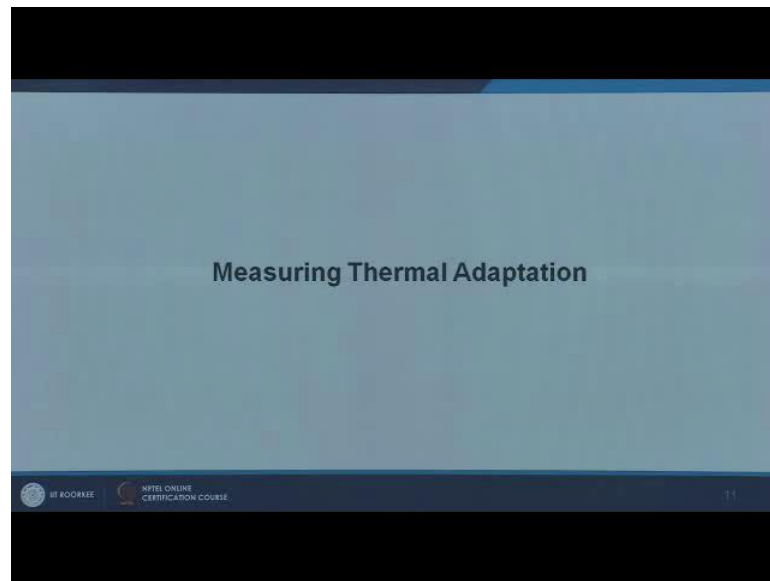 Measuring Thermal Adaptation
IIT ROORKEE
NPTEL ONLINE
CERTIFICATION COURSE
11